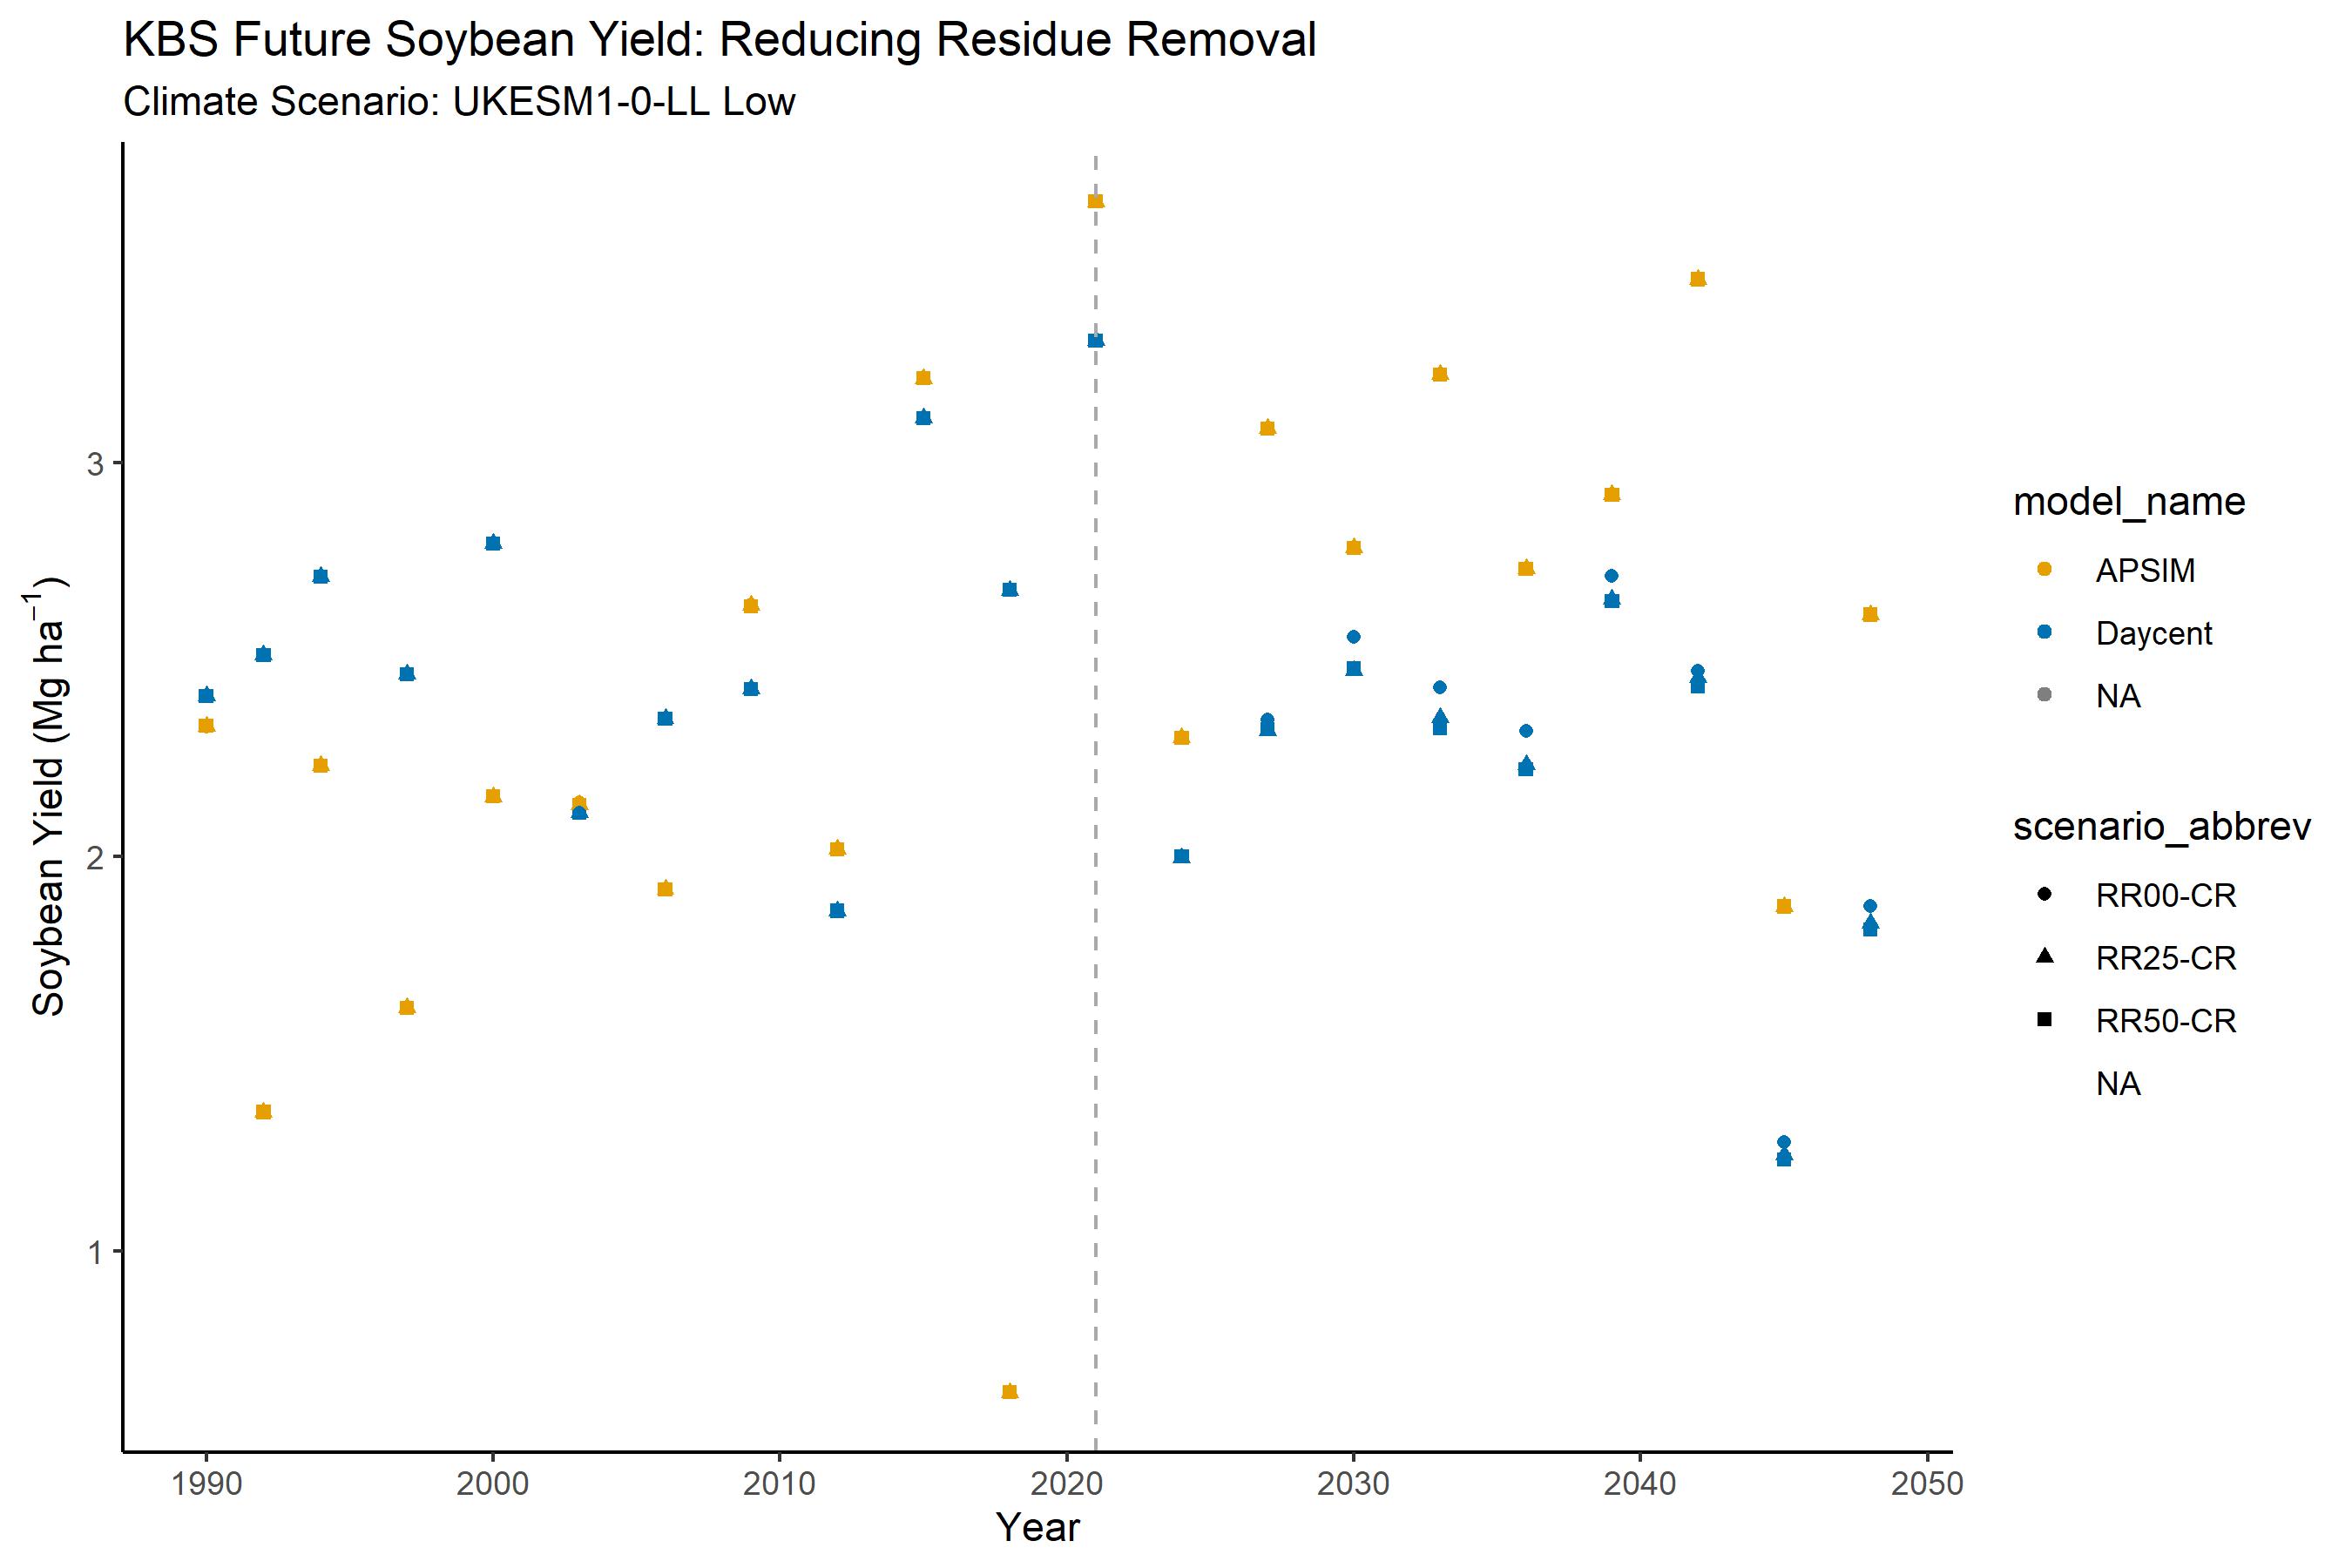 KBS Future Soybean Yield: Reducing Residue Removal
Climate Scenario: UKESM1-0-LL Low
Soybean Yield (Mg ha⁻¹)
3
2
1
1990
2000
2010
2020
2030
2040
2050
Year
model_name
APSIM
Daycent
NA
scenario_abbrev
RR00-CR
RR25-CR
RR50-CR
NA